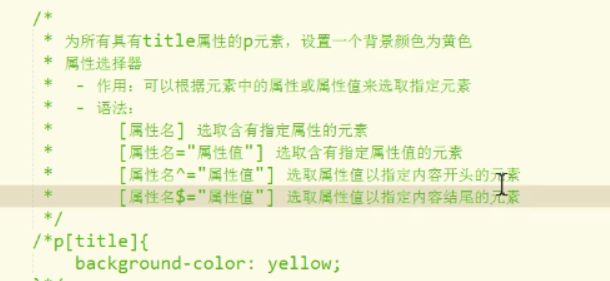 /*
* 为所有具有title属性的p元素，设置一个背景颜色为黄色
* 属性选择器
* - 作用：可以根据元素中的属性或属性值来选取指定元素
* - 语法：
* [属性名] 选取含有指定属性的元素
* [属性名="属性值"] 选取含有指定属性值的元素
* [属性名^="属性值"] 选取属性值以指定内容开头的元素
* [属性名$="属性值"] 选取属性值以指定内容结尾的元素
*/
/*p[title]{
background-color: yellow;